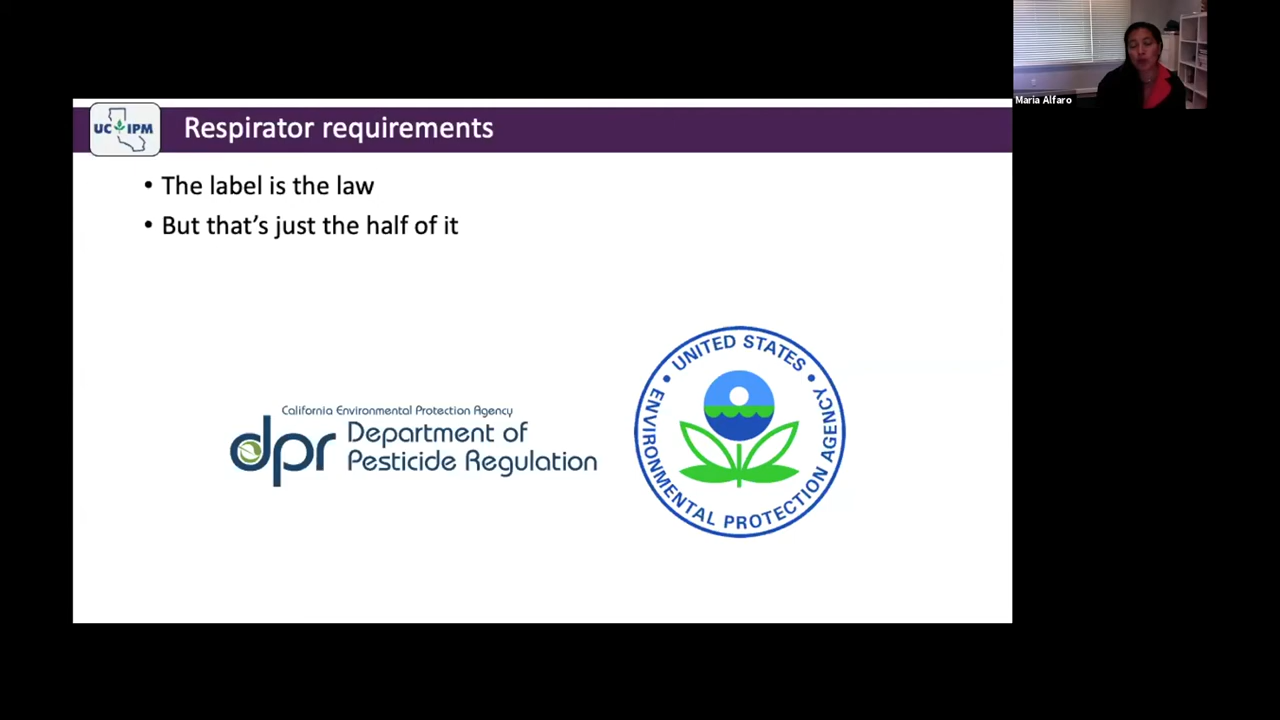 Maria Alfaro
UC IPM
Respirator requirements
• The label is the law
• But that's just the half of it
California Environmental Protection Agency
dpr Department of
Pesticide Regulation
UNITED STATES
• ENVIRONMENTAL PROTECTION AGENCY •